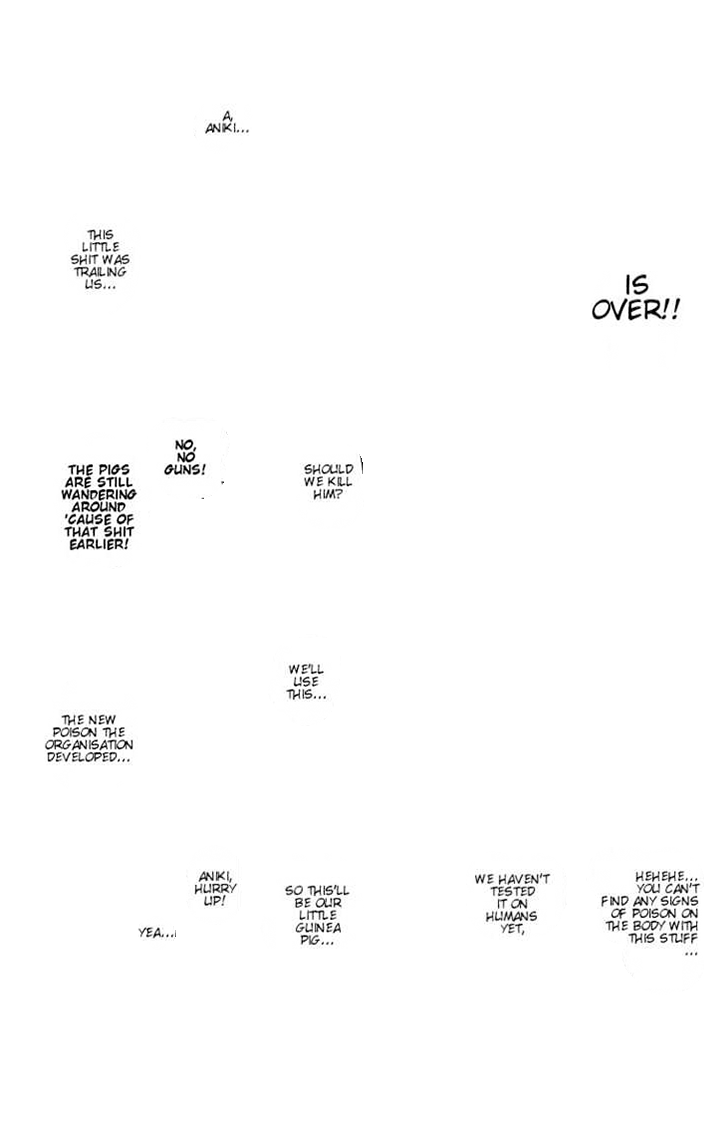 IS
OVER!!
A,
ANIKI...
THIS
LITTLE
SHIT WAS
TRAILING
US...
SHOULD
WE KILL
HIM?
NO,
NO
GUNS!
THE PIGS
ARE STILL
WANDERING
AROUND
'CAUSE OF
THAT SHIT
EARLIER!
WE'LL
USE
THIS...
THE NEW
POISON THE
ORGANISATION
DEVELOPED...
HEHEHE...
YOU CAN'T
FIND ANY SIGNS
OF POISON ON
THE BODY WITH
THIS STUFF
...
WE HAVEN'T
TESTED
IT ON
HUMANS
YET,
SO THIS'LL
BE OUR
LITTLE
GUINEA
PIG...
ANIKI,
HURRY
UP!
YEA...